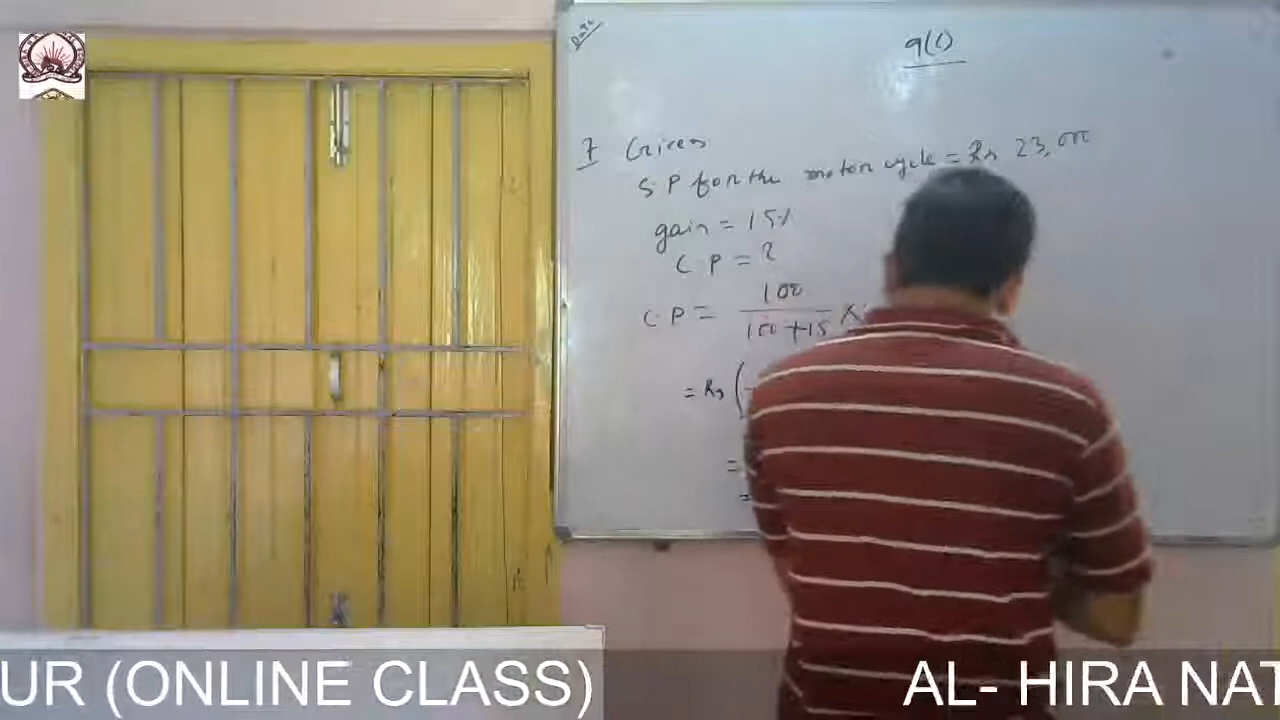 Date
9(C)
7 Given
S.P for the motor cycle = Rs 23,000
gain = 15%
C.P = ?
C.P = 100 / 100+15 ×
= Rs (
=
=
UR (ONLINE CLASS) AL- HIRA NAT